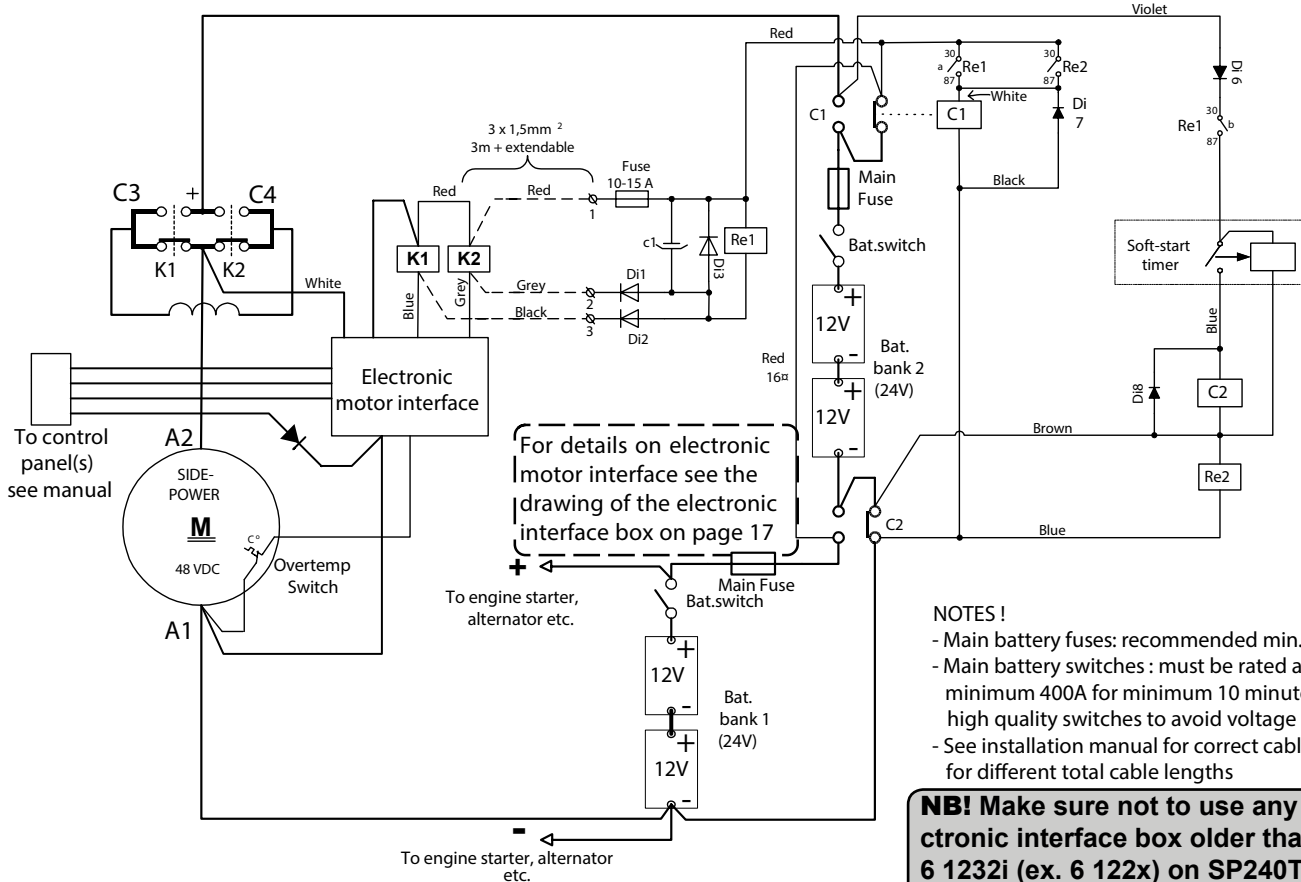 Violet
Red
30
a
Re1
87
30
Re2
87
White
C1
C1
Di
7
Di 6
30
Re1
b
87
3 x 1,5mm 2
3m + extendable
Fuse
10-15 A
Red
Red
1
Main
Fuse
Black
C3
+
C4
K1
K2
K1
K2
c1
Di3
Re1
Bat.switch
Soft-start
timer
White
Blue
Grey
Grey
2
Di1
Black
3
Di2
+
12V
-
Bat.
bank 2
(24V)
+
12V
-
Red
16¤
Blue
Electronic
motor interface
Di8
C2
To control
panel(s)
see manual
A2
Brown
SIDE-
POWER
M
48 VDC
C°
Overtemp
Switch
A1
For details on electronic
motor interface see the
drawing of the electronic
interface box on page 17
Re2
C2
Blue
+
Main Fuse
To engine starter,
alternator etc.
Bat.switch
+
12V
-
Bat.
bank 1
(24V)
+
12V
-
NOTES !
- Main battery fuses: recommended min.
- Main battery switches : must be rated a
minimum 400A for minimum 10 minut
high quality switches to avoid voltage
- See installation manual for correct cabl
for different total cable lengths
NB! Make sure not to use any
ctronic interface box older tha
6 1232i (ex. 6 122x) on SP240T
-
To engine starter, alternator
etc.